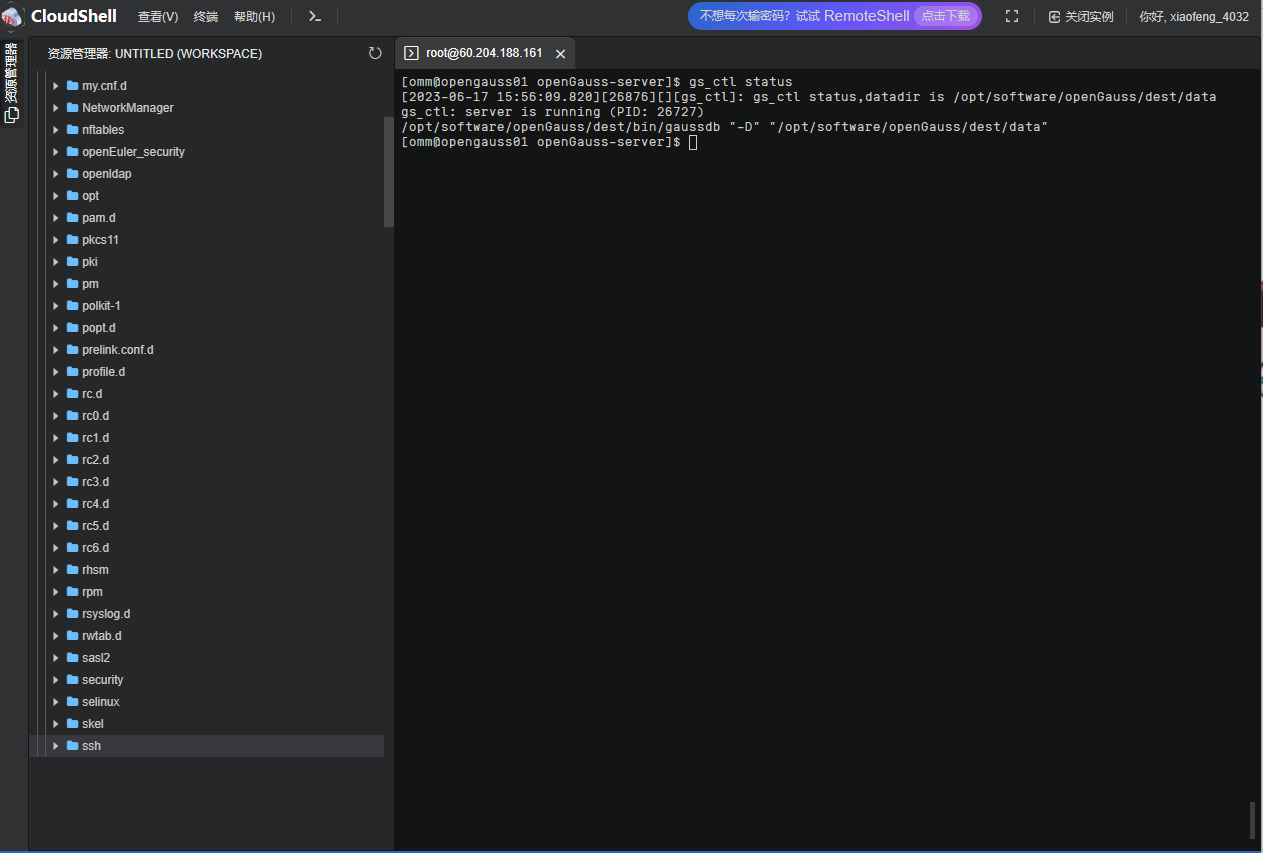 CloudShell 查看(V) 终端 帮助(H) 不想每次输密码？试试 RemoteShell 点击下载 关闭实例 你好, xiaofeng_4032
资源管理器
资源管理器: UNTITLED (WORKSPACE)
my.cnf.d
NetworkManager
nftables
openEuler_security
openldap
opt
pam.d
pkcs11
pki
pm
polkit-1
popt.d
prelink.conf.d
profile.d
rc.d
rc0.d
rc1.d
rc2.d
rc3.d
rc4.d
rc5.d
rc6.d
rhsm
rpm
rsyslog.d
rwtab.d
sasl2
security
selinux
skel
ssh
root@60.204.188.161
[omm@opengauss01 openGauss-server]$ gs_ctl status
[2023-06-17 15:56:09.820][26876][][gs_ctl]: gs_ctl status,datadir is /opt/software/openGauss/dest/data
gs_ctl: server is running (PID: 26727)
/opt/software/openGauss/dest/bin/gaussdb "-D" "/opt/software/openGauss/dest/data"
[omm@opengauss01 openGauss-server]$